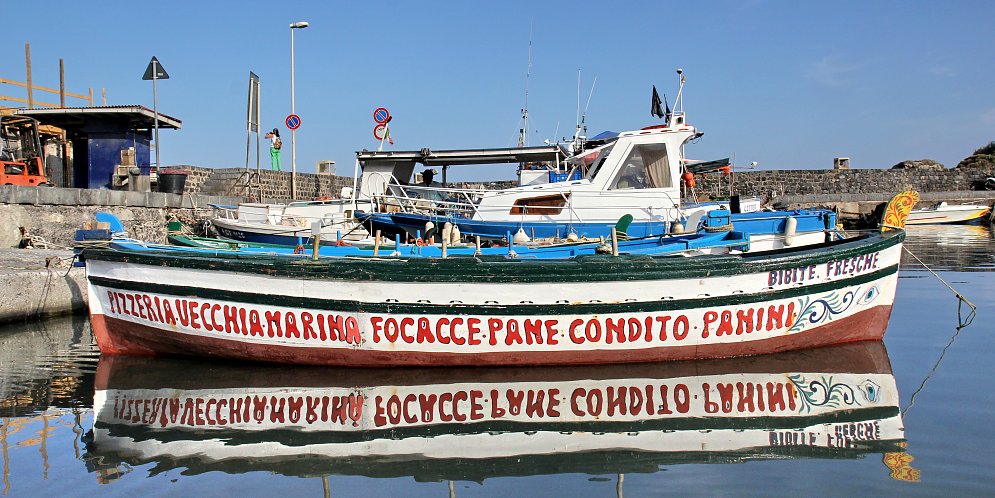 BIBITE. FRESCHE
PIZZERIA.VECCHIA.MARINA. FOCACCE.PANE.CONDITO.PANINI